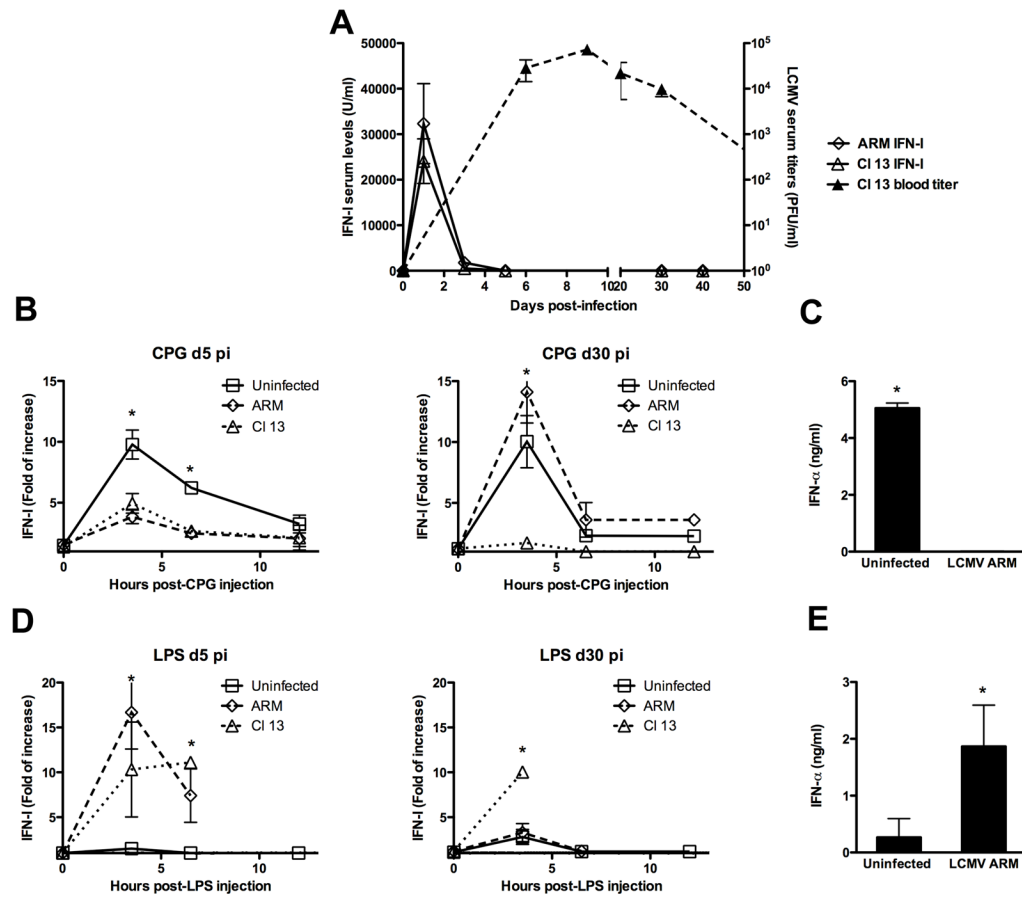 A
50000
40000
30000
20000
10000
0
IFN-I serum levels (U/ml)
10^5
10^4
10^3
10^2
10^1
10^0
LCMV serum titers (PFU/ml)
0 2 4 6 8 10 20 30 40 50
Days post-infection
ARM IFN-I
Cl 13 IFN-I
Cl 13 blood titer
B
CPG d5 pi
15
10
5
IFN-I (Fold of increase)
Uninfected
ARM
Cl 13
*
*
0 5 10
Hours post-CPG injection
CPG d30 pi
15
10
5
IFN-I (Fold of increase)
Uninfected
ARM
Cl 13
*
0 5 10
Hours post-CPG injection
C
6
4
2
0
IFN-α (ng/ml)
*
Uninfected LCMV ARM
D
LPS d5 pi
20
15
10
5
IFN-I (Fold of increase)
Uninfected
ARM
Cl 13
*
*
0 5 10
Hours post-LPS injection
LPS d30 pi
20
15
10
5
IFN-I (Fold of increase)
Uninfected
ARM
Cl 13
*
0 5 10
Hours post-LPS injection
E
3
2
1
0
IFN-α (ng/ml)
*
Uninfected LCMV ARM